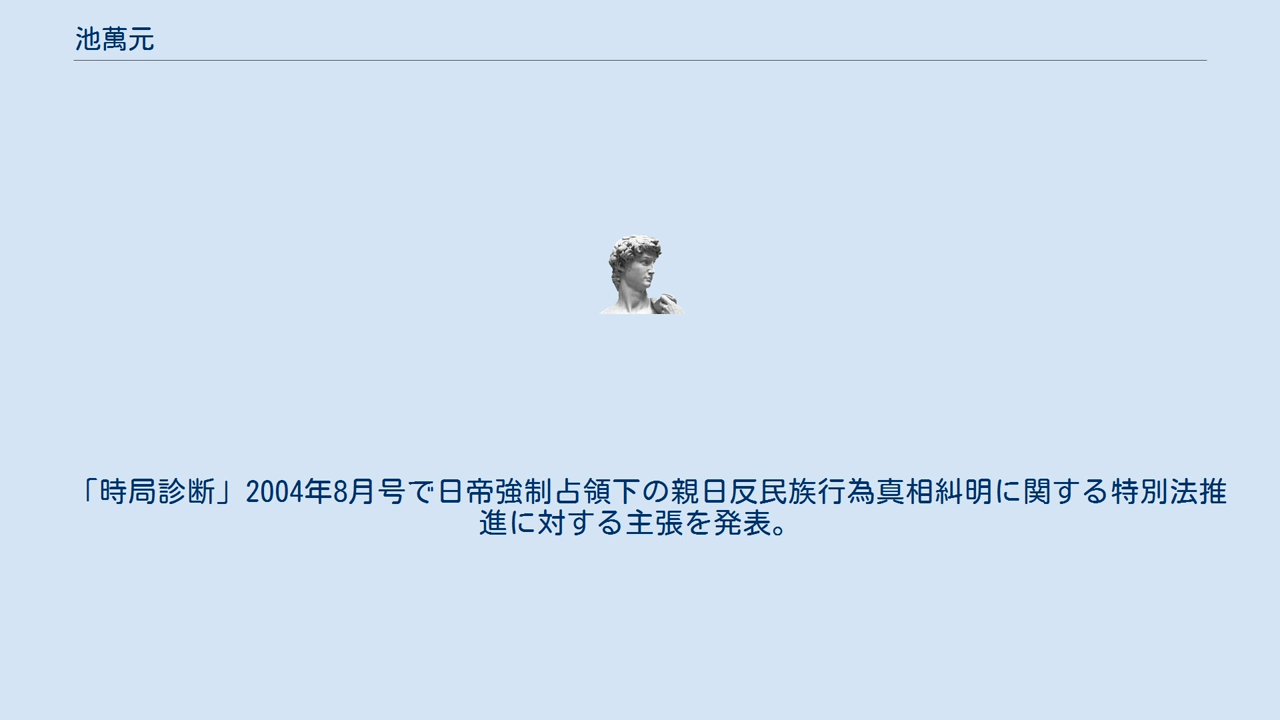 池萬元
「時局診断」2004年8月号で日帝強制占領下の親日反民族行為真相糾明に関する特別法推
進に対する主張を発表。